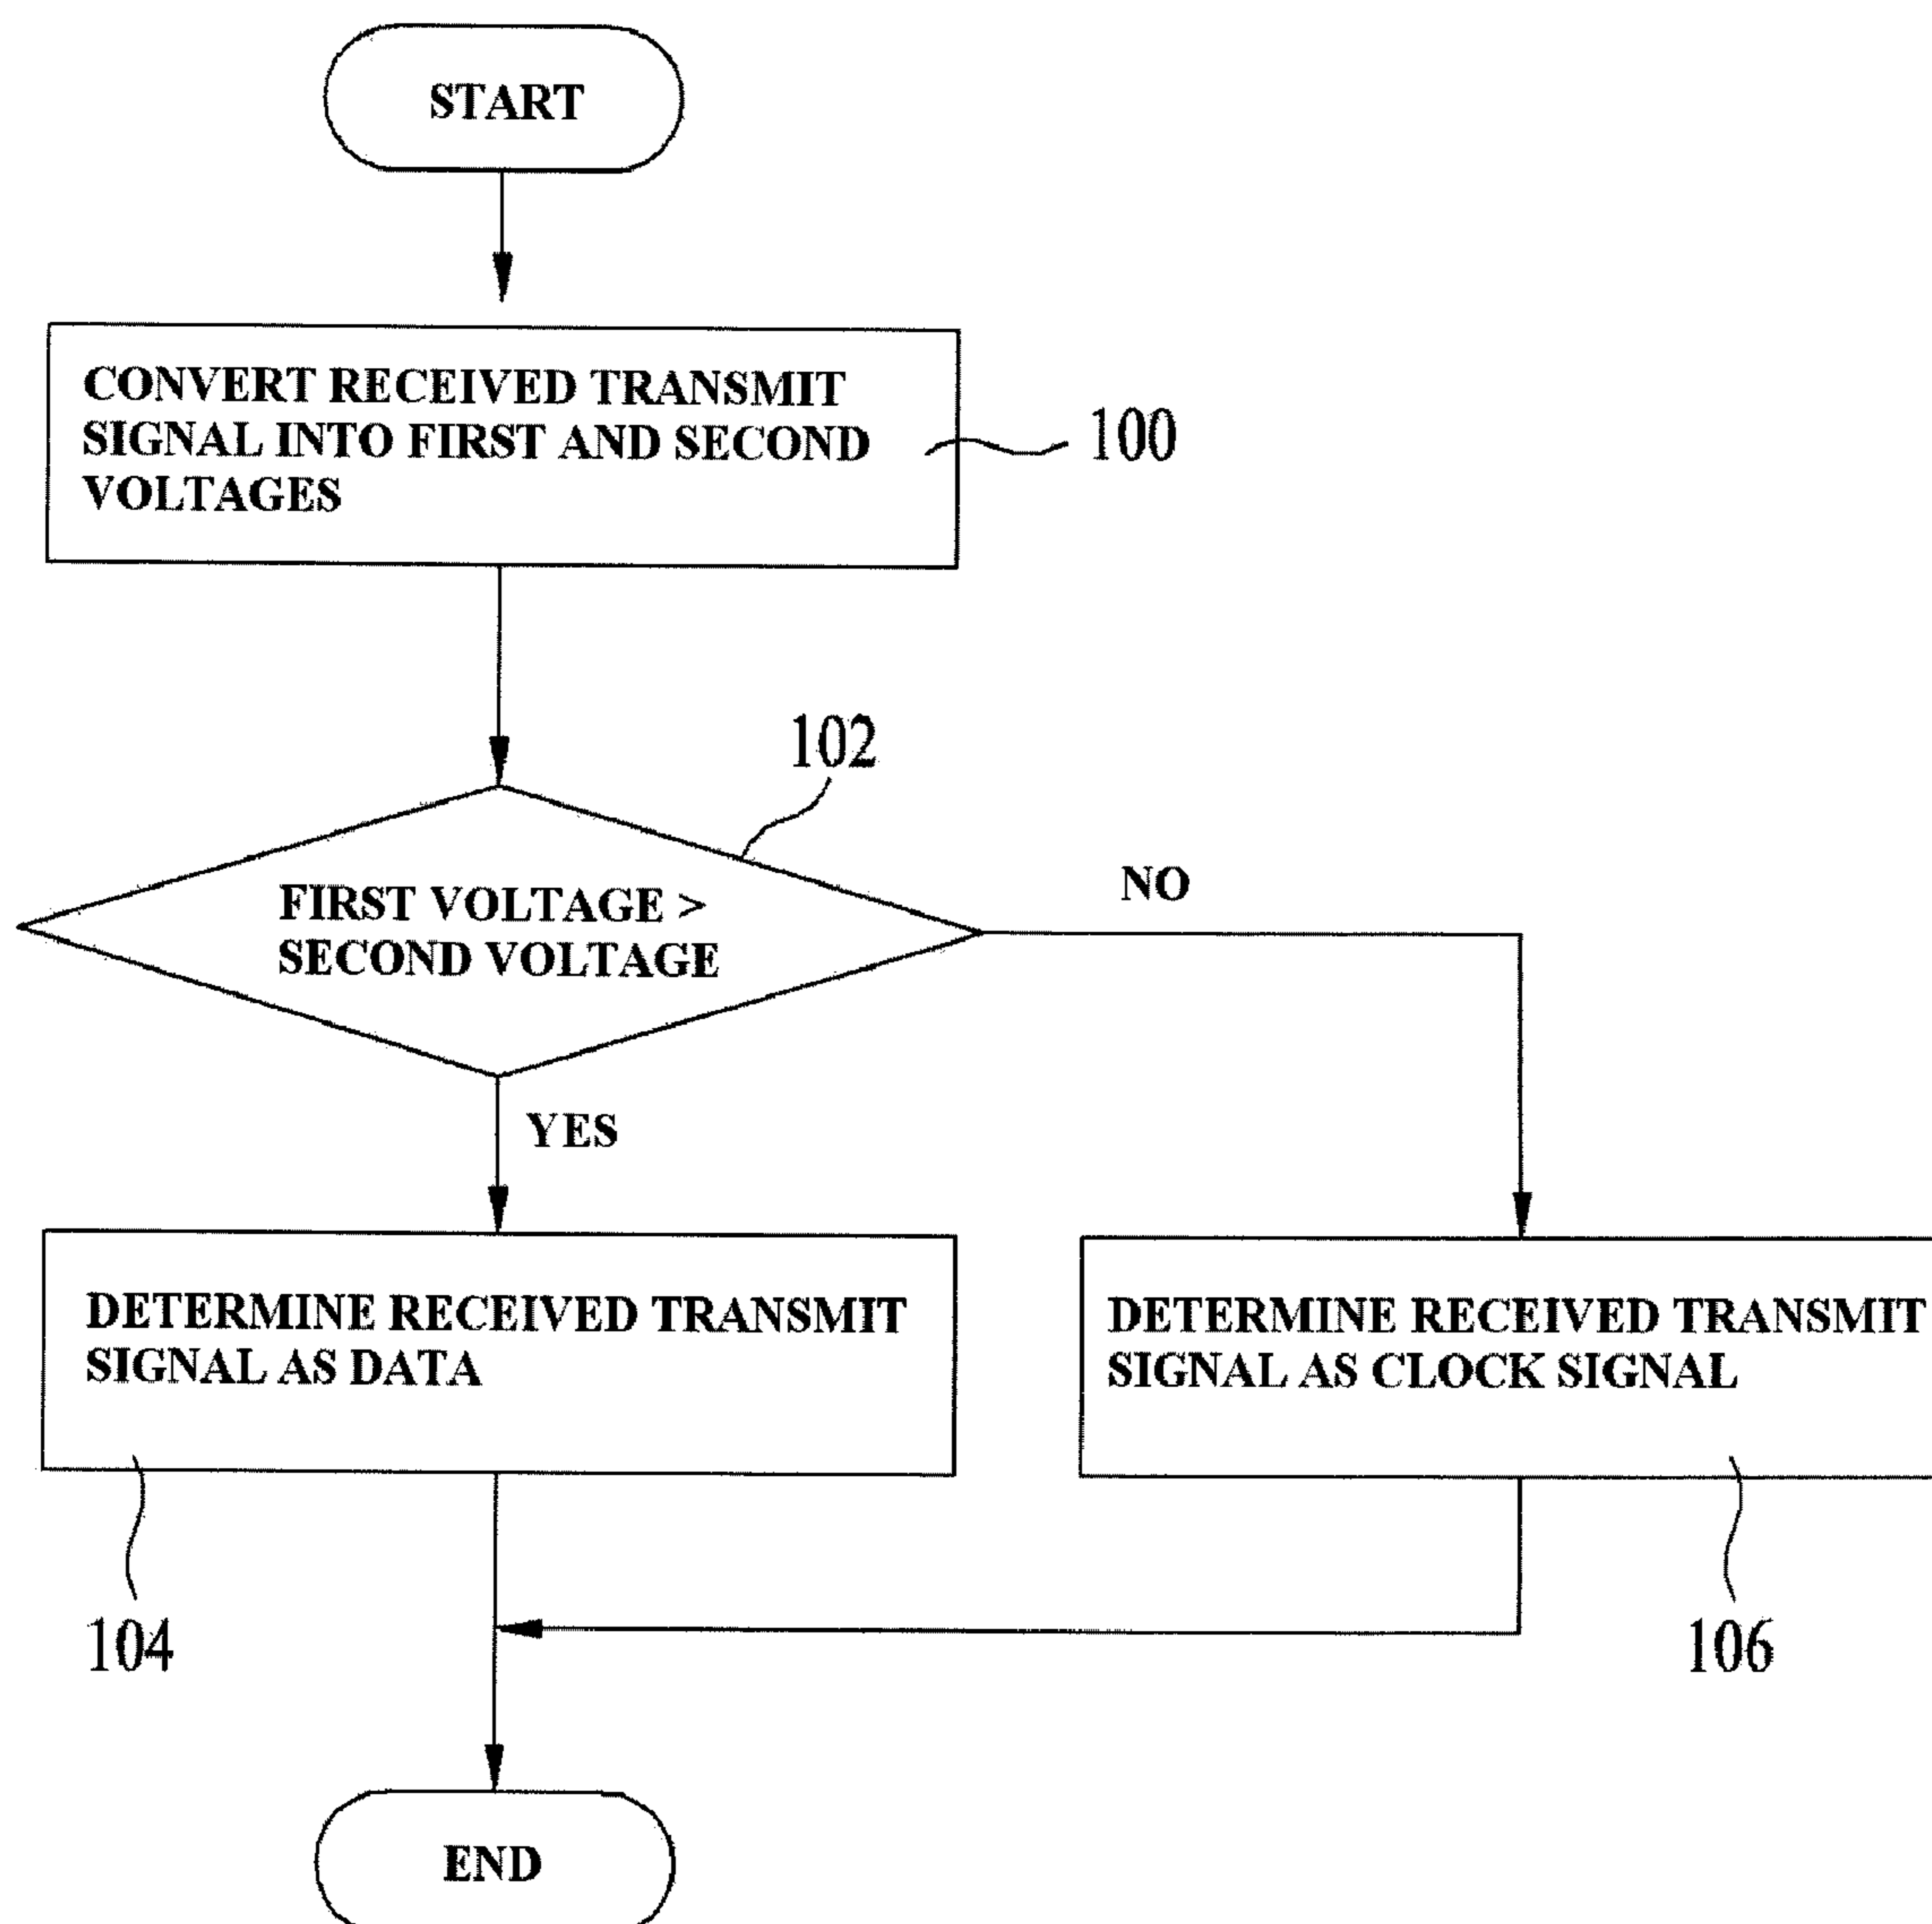 START
CONVERT RECEIVED TRANSMIT
SIGNAL INTO FIRST AND SECOND
VOLTAGES
100
102
FIRST VOLTAGE >
SECOND VOLTAGE
NO
YES
DETERMINE RECEIVED TRANSMIT
SIGNAL AS DATA
DETERMINE RECEIVED TRANSMIT
SIGNAL AS CLOCK SIGNAL
104
106
END